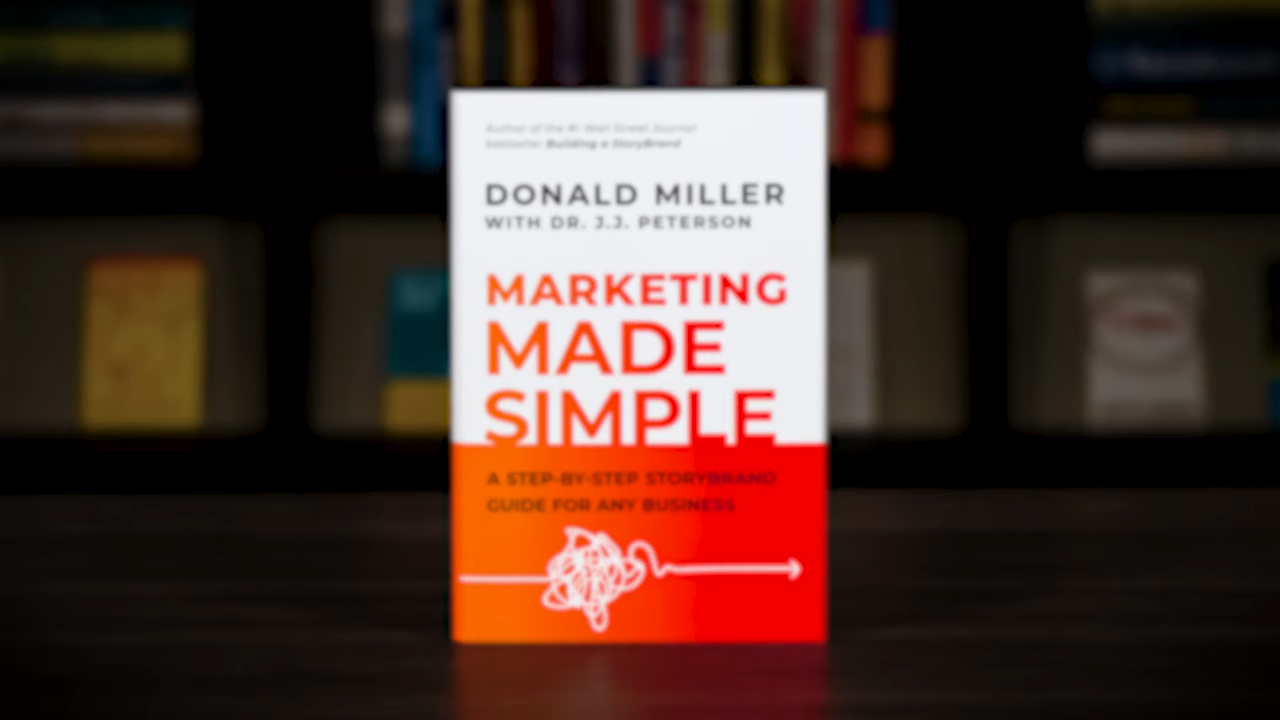 Author of the #1 Wall Street Journal
bestseller Building a StoryBrand
DONALD MILLER
WITH DR. J.J. PETERSON
MARKETING
MADE
SIMPLE
A STEP-BY-STEP STORYBRAND
GUIDE FOR ANY BUSINESS